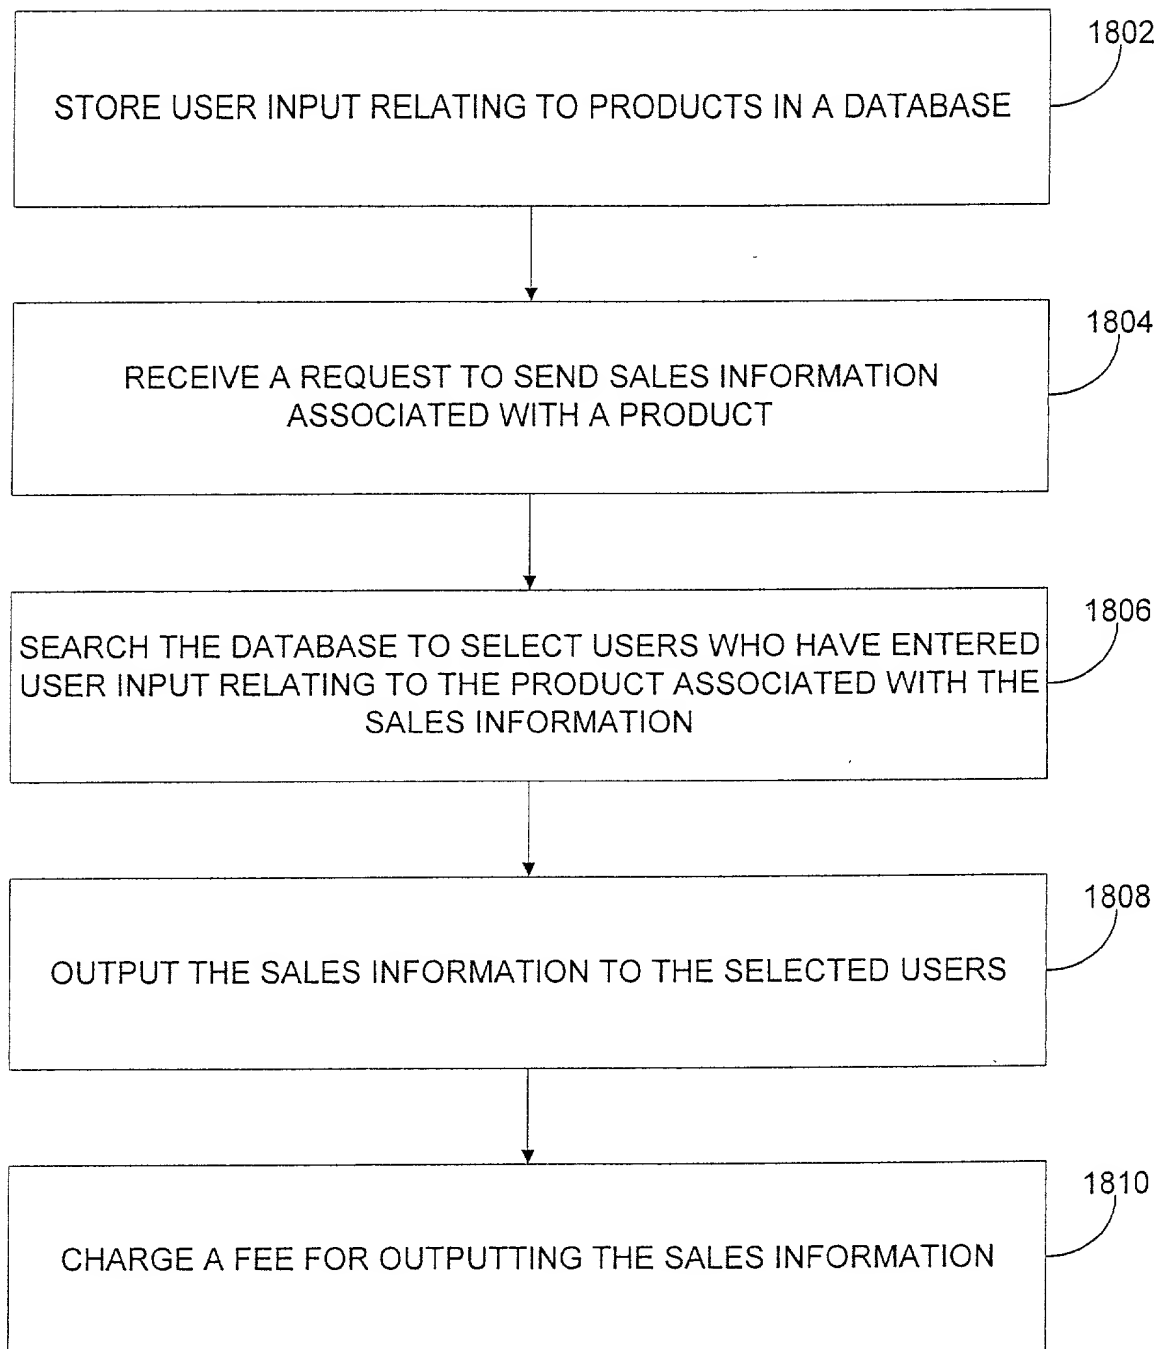 1802
STORE USER INPUT RELATING TO PRODUCTS IN A DATABASE
1804
RECEIVE A REQUEST TO SEND SALES INFORMATION
ASSOCIATED WITH A PRODUCT
1806
SEARCH THE DATABASE TO SELECT USERS WHO HAVE ENTERED
USER INPUT RELATING TO THE PRODUCT ASSOCIATED WITH THE
SALES INFORMATION
1808
OUTPUT THE SALES INFORMATION TO THE SELECTED USERS
1810
CHARGE A FEE FOR OUTPUTTING THE SALES INFORMATION